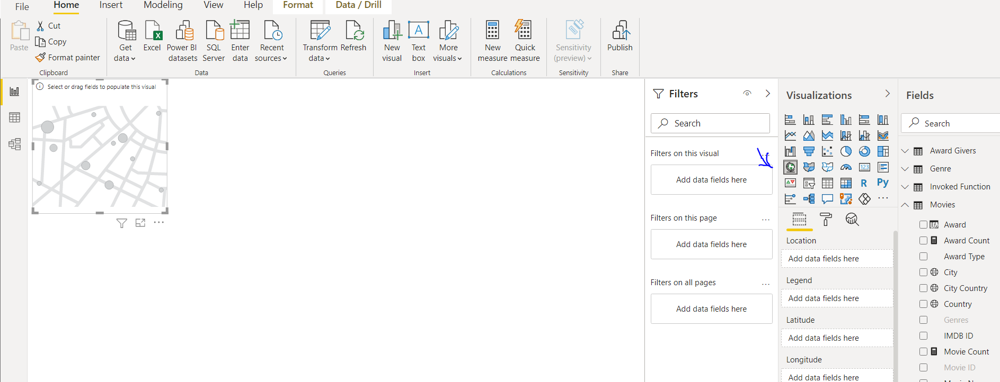 File Home Insert Modeling View Help Format Data / Drill
Paste
Cut
Copy
Format painter
Clipboard
Get data
Excel
Power BI datasets
SQL Server
Enter data
Recent sources
Data
Transform data
Refresh
Queries
New visual
Text box
More visuals
Insert
New measure
Quick measure
Calculations
Sensitivity (preview)
Sensitivity
Publish
Share
Select or drag fields to populate this visual
Filters
Search
Filters on this visual
Add data fields here
Filters on this page
Add data fields here
Filters on all pages
Add data fields here
Visualizations
123
R
Py
Location
Add data fields here
Legend
Add data fields here
Latitude
Add data fields here
Longitude
Add data fields here
Fields
Search
Award Givers
Genre
Invoked Function
Movies
Award
Award Count
Award Type
City
City Country
Country
Genres
IMDB ID
Movie Count
Movie ID